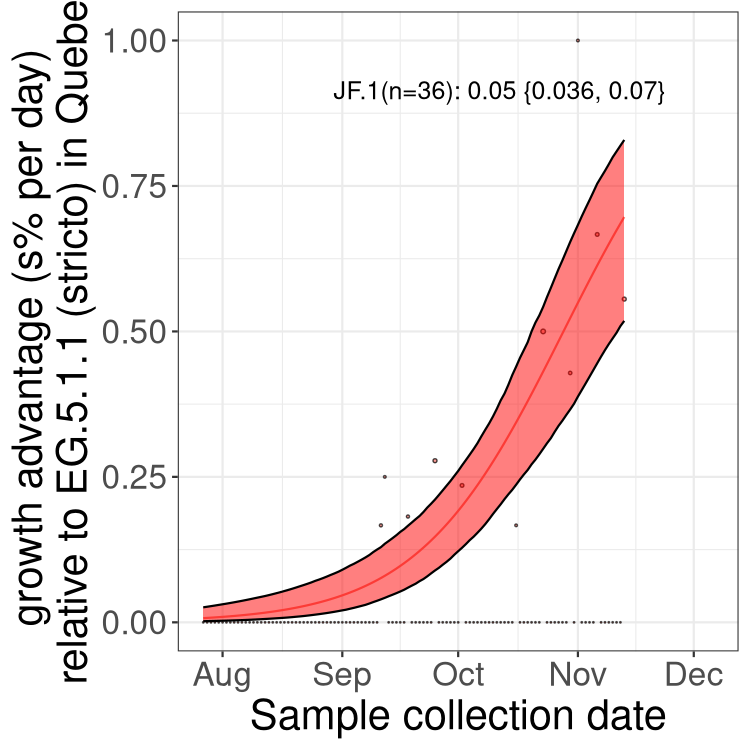 growth advantage (s% per day)
relative to EG.5.1.1 (stricto) in Quebe
1.00
0.75
0.50
0.25
0.00
JF.1(n=36): 0.05 {0.036, 0.07}
Aug Sep Oct Nov Dec
Sample collection date